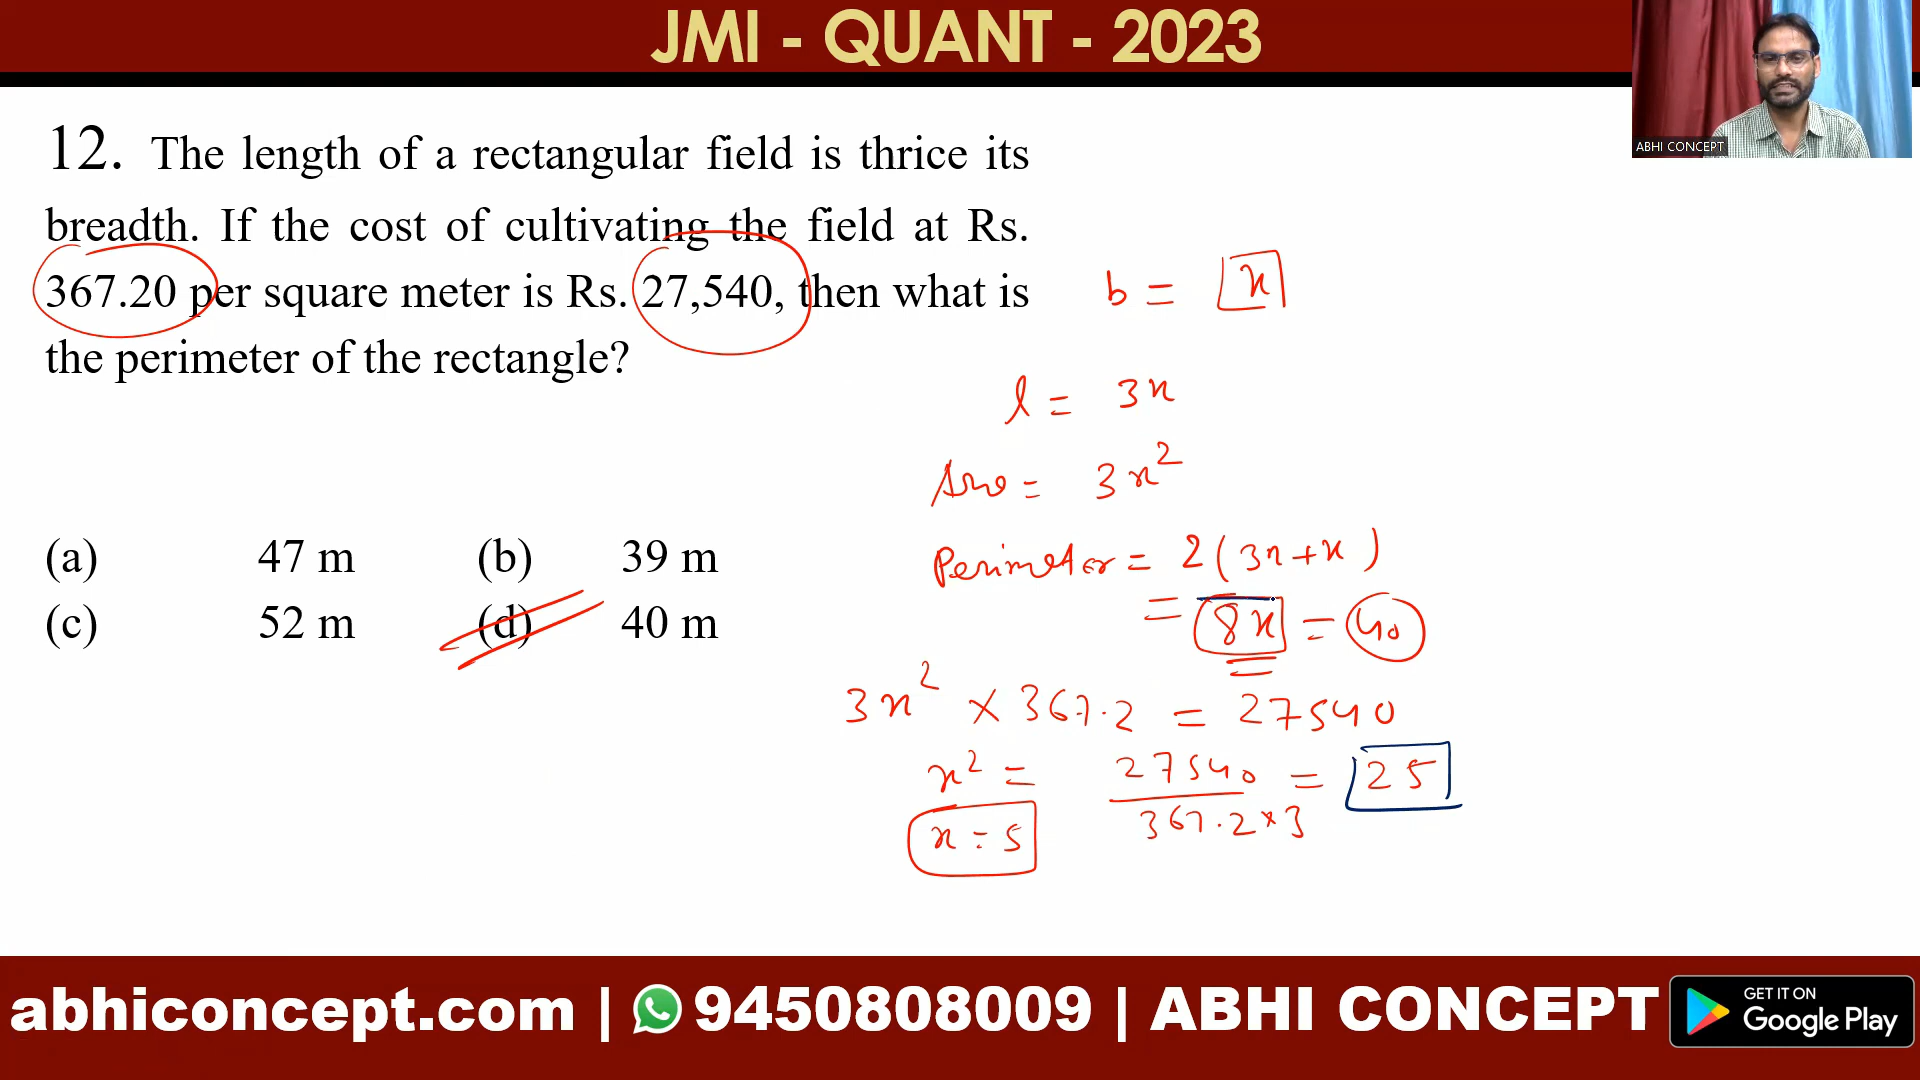 JMI - QUANT - 2023
ABHI CONCEPT
12. The length of a rectangular field is thrice its
breadth. If the cost of cultivating the field at Rs.
367.20 per square meter is Rs. 27,540, then what is
the perimeter of the rectangle?
(a) 47 m (b) 39 m
(c) 52 m (d) 40 m
b = x
l = 3x
= 3x²
Perimeter = 2(3x+x)
= 8x = 40
3x² × 367.2 = 27540
x² = 27540 / 367.2×3 = 25
x = 5
abhiconcept.com | 9450808009 | ABHI CONCEPT
GET IT ON
Google Play